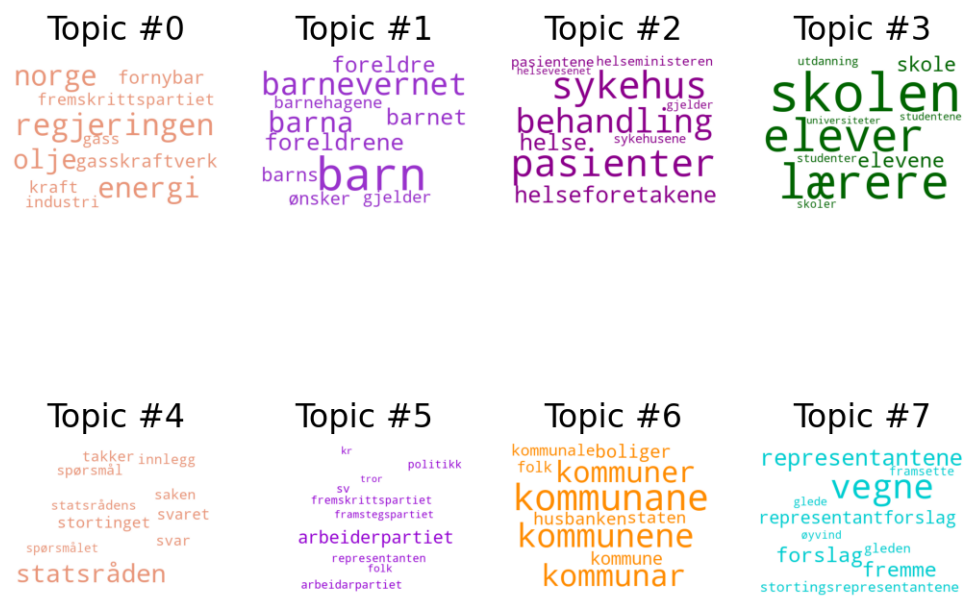 Topic #0
norge fornybar
fremskrittspartiet
regjeringen
gass
olje gasskraftverk
kraft energi
industri
Topic #1
foreldre
barnevernet
barnehagene
barna barnet
foreldrene
barns barn
ønsker gjelder
Topic #2
pasientene helseministeren
helsevesenet
sykehus
gjelder
behandling
helse. sykehusene
pasienter
helseforetakene
Topic #3
utdanning skole
skolen
universiteter studentene
elever
studenter elevene
lærere
skoler
Topic #4
takker innlegg
spørsmål
saken
statsrådens
stortinget svaret
spørsmålet svar
statsråden
Topic #5
kr
politikk
tror
sv
fremskrittspartiet
framstegspartiet
arbeiderpartiet
representanten
folk
arbeidarpartiet
Topic #6
kommunale boliger
folk kommuner
kommunane
husbanken staten
kommunene
kommune
kommunar
Topic #7
representantene
framsette
vegne
glede
representantforslag
øyvind
forslag gleden
fremme
stortingsrepresentantene